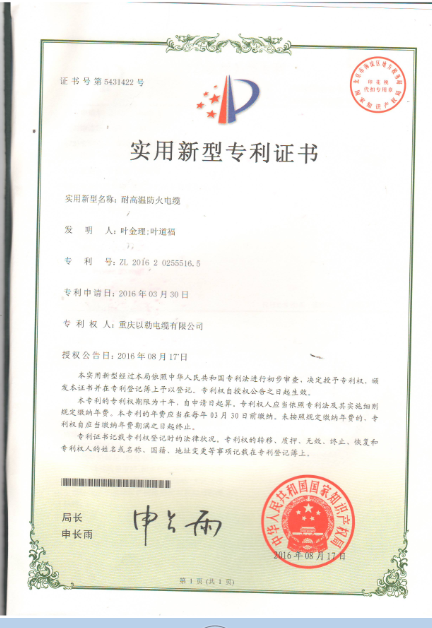 证书号第5431422号
实用新型专利证书
实用新型名称：耐高温防火电缆
发 明 人：叶金理;叶道福
专 利 号：ZL 2016 2 0255516.5
专利申请日：2016年03月30日
专 利 权 人：重庆以勒电缆有限公司
授权公告日：2016年08月17日
本实用新型经过本局依照中华人民共和国专利法进行初步审查，决定授予专利权，颁
发本证书并在专利登记簿上予以登记。专利权自授权公告之日起生效。
本专利的专利权期限为十年，自申请日起算。专利权人应当依照专利法及其实施细则
规定缴纳年费。本专利的年费应当在每年03月30日前缴纳。未按照规定缴纳年费的，专
利权自应当缴纳年费期满之日起终止。
专利证书记载专利权登记时的法律状况。专利权的转移、质押、无效、终止、恢复和
专利权人的姓名或名称、国籍、地址变更等事项记载在专利登记簿上。
局长
申长雨
申长雨
中华人民共和国国家知识产权局
2016年08月17日
第1页(共1页)